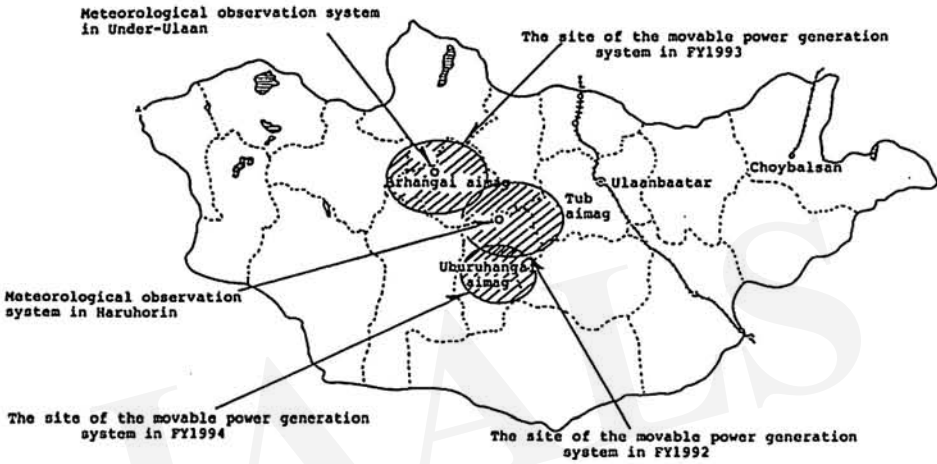 Meteorological observation system
in Under-Ulaan
The site of the movable power generation
system in FY1993
Arhangai aimag
Ulaanbaatar
Choybalsan
Tub
aimag
Uburuhangai
aimag
Meteorological observation
system in Haruhorin
The site of the movable power generation
system in FY1994
The site of the movable power generation
system in FY1992
IAALS